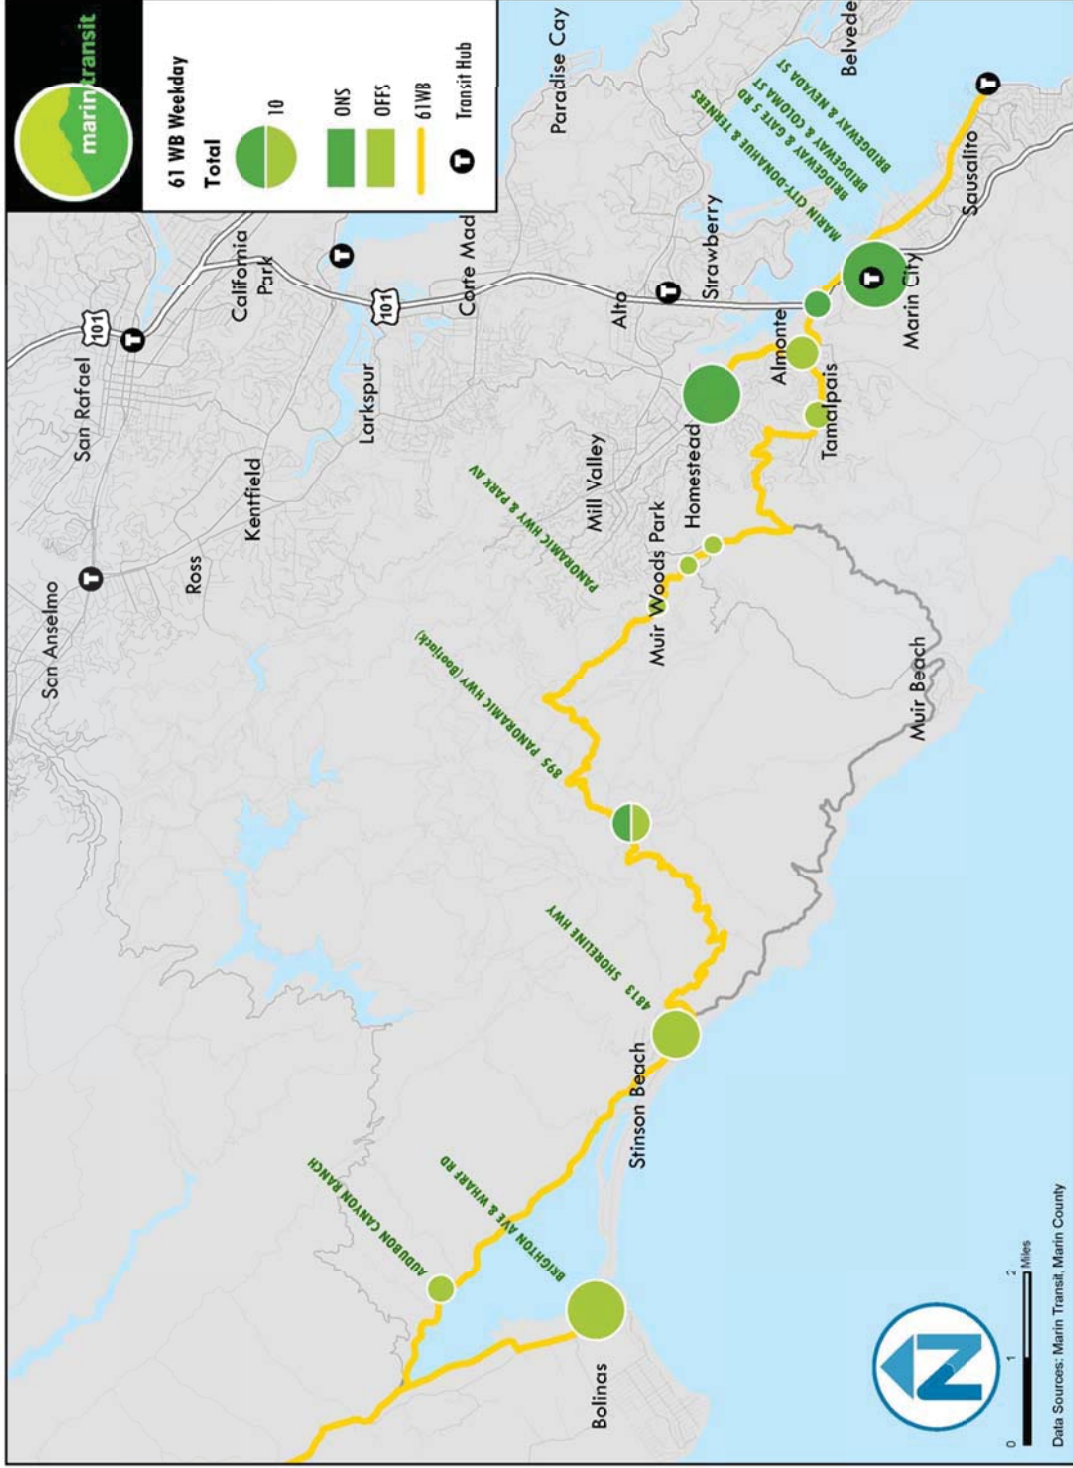 marintransit
61 WB Weekday
Total
10
ONS
OFFS
61WB
Transit Hub
Paradise Cay
Belvede
San Rafael
101
California
Park
San Anselmo
Ross
Kentfield
Larkspur
101
Corte Mad
Alto
Strawberry
Mill Valley
Homestead
Almonte
Tamalpais
Marin City
Sausalito
Muir Woods Park
Muir Beach
Stinson Beach
Bolinas
MARIN CITY-DONAHUE & TERNERS
BRIDGEWAY & GATE 5 RD
BRIDGEWAY & COLOMA ST
BRIDGEWAY & NEVADA ST
PANORAMIC HWY & PARK AV
895 PANORAMIC HWY (Bootjack)
4813 SHORELINE HWY
AUDUBON CANYON RANCH
BRIGHTON AVE & WHARF RD
N
0 1 2
Miles
Data Sources: Marin Transit, Marin County